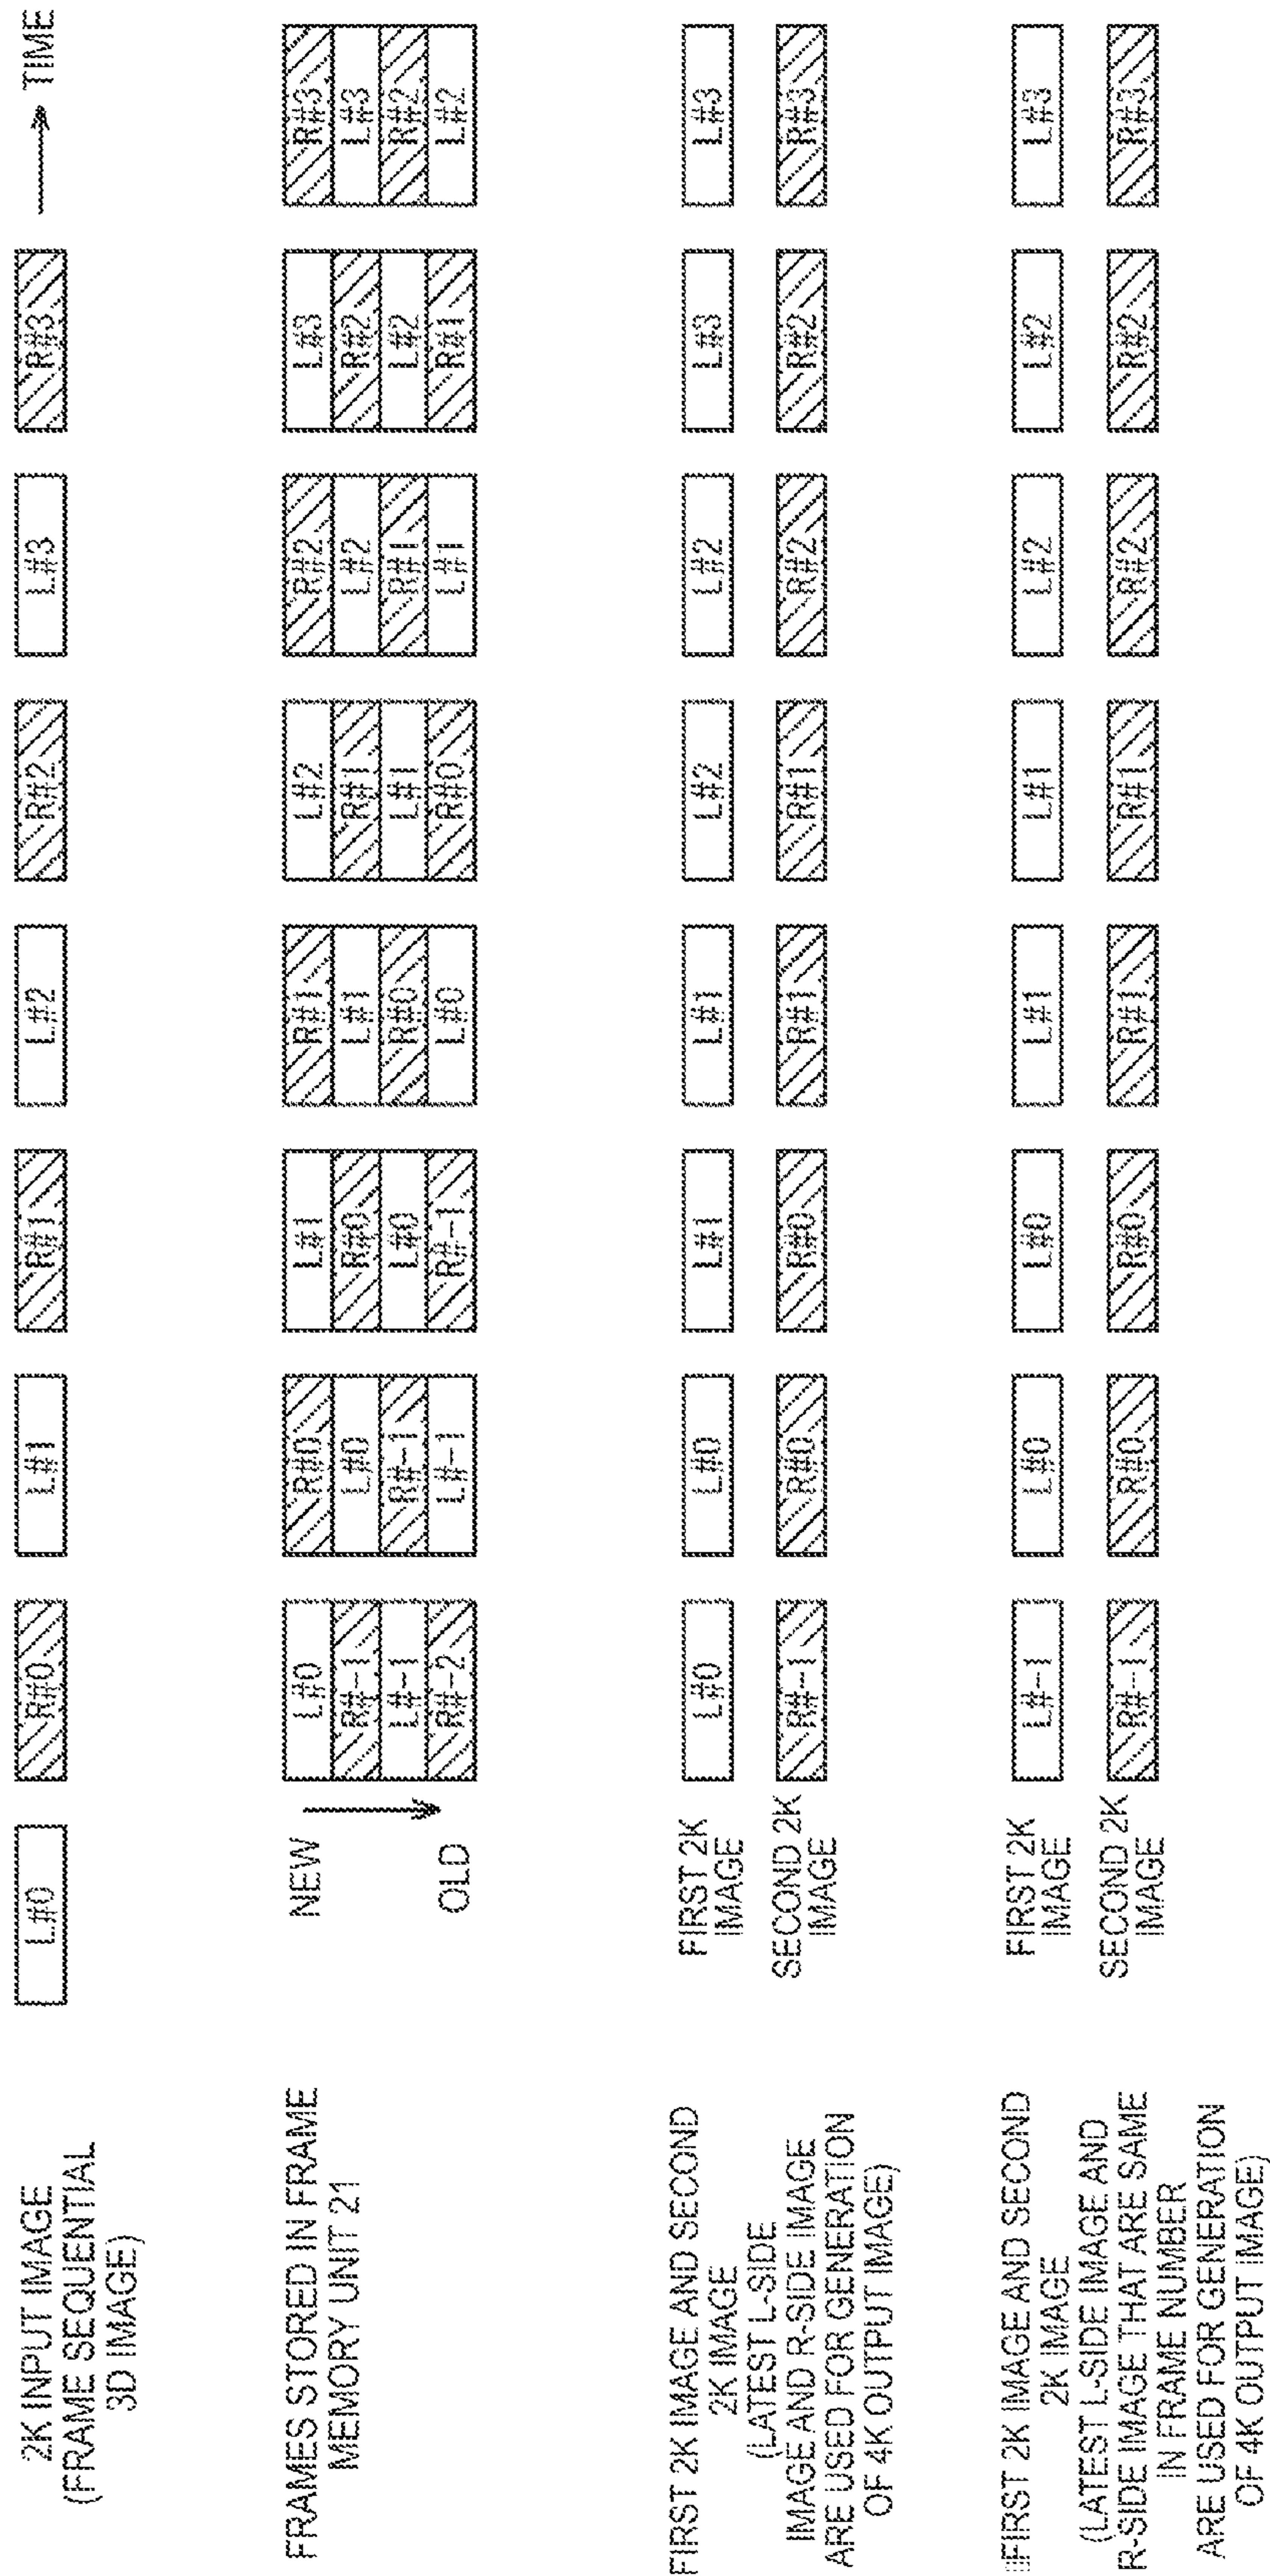 2K INPUT IMAGE
(FRAME SEQUENTIAL
3D IMAGE)
L#0 R#0 L#1 R#1 L#2 R#2 L#3 R#3
TIME
FRAMES STORED IN FRAME
MEMORY UNIT 21
NEW
OLD
L#0 R#0 L#1 R#1 L#2 R#2 L#3 R#3
R#-1 L#0 R#0 L#1 R#1 L#2 R#2 L#3
L#-1 R#-1 L#0 R#0 L#1 R#1 L#2 R#2
R#-2 L#-1 R#-1 L#0 R#0 L#1 R#1 L#2
FIRST 2K IMAGE AND SECOND
2K IMAGE
(LATEST L-SIDE
IMAGE AND R-SIDE IMAGE
ARE USED FOR GENERATION
OF 4K OUTPUT IMAGE)
FIRST 2K
IMAGE
L#0 L#0 L#1 L#1 L#2 L#2 L#3 L#3
SECOND 2K
IMAGE
R#-1 R#0 R#0 R#1 R#1 R#2 R#2 R#3
FIRST 2K IMAGE AND SECOND
2K IMAGE
(LATEST L-SIDE IMAGE AND
R-SIDE IMAGE THAT ARE SAME
IN FRAME NUMBER
ARE USED FOR GENERATION
OF 4K OUTPUT IMAGE)
FIRST 2K
IMAGE
L#-1 L#0 L#0 L#1 L#1 L#2 L#2 L#3
SECOND 2K
IMAGE
R#-1 R#0 R#0 R#1 R#1 R#2 R#2 R#3